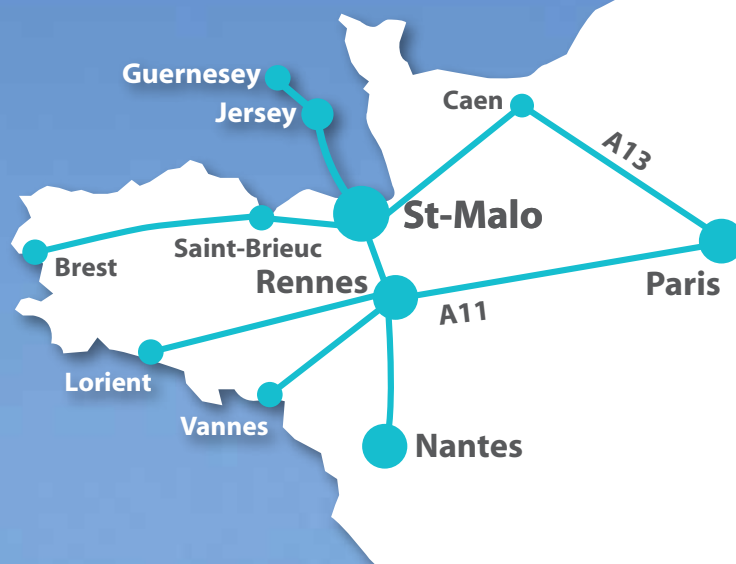 Guernesey
Jersey
Caen
A13
St-Malo
Saint-Brieuc
Brest
Rennes
Paris
A11
Lorient
Vannes
Nantes